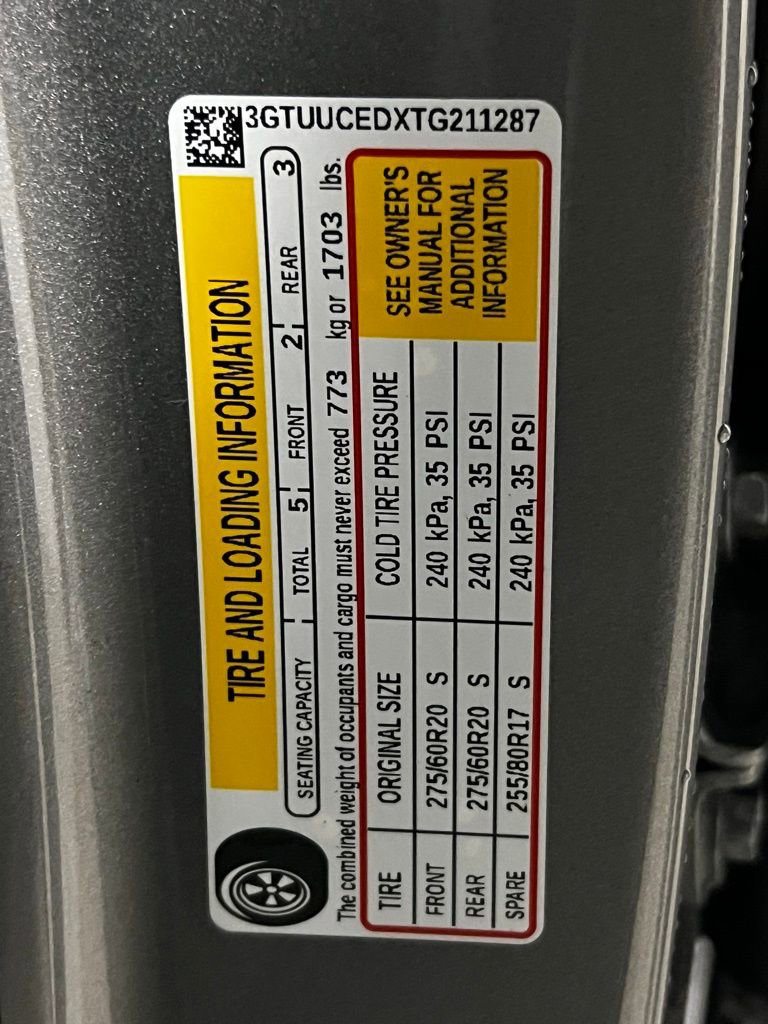 3GTUUCEDXTG211287
TIRE AND LOADING INFORMATION
SEATING CAPACITY TOTAL 5 FRONT 2 REAR 3
The combined weight of occupants and cargo must never exceed 773 kg or 1703 lbs.
TIRE ORIGINAL SIZE COLD TIRE PRESSURE
FRONT 275/60R20 S 240 kPa, 35 PSI
REAR 275/60R20 S 240 kPa, 35 PSI
SPARE 255/80R17 S 240 kPa, 35 PSI
SEE OWNER'S
MANUAL FOR
ADDITIONAL
INFORMATION